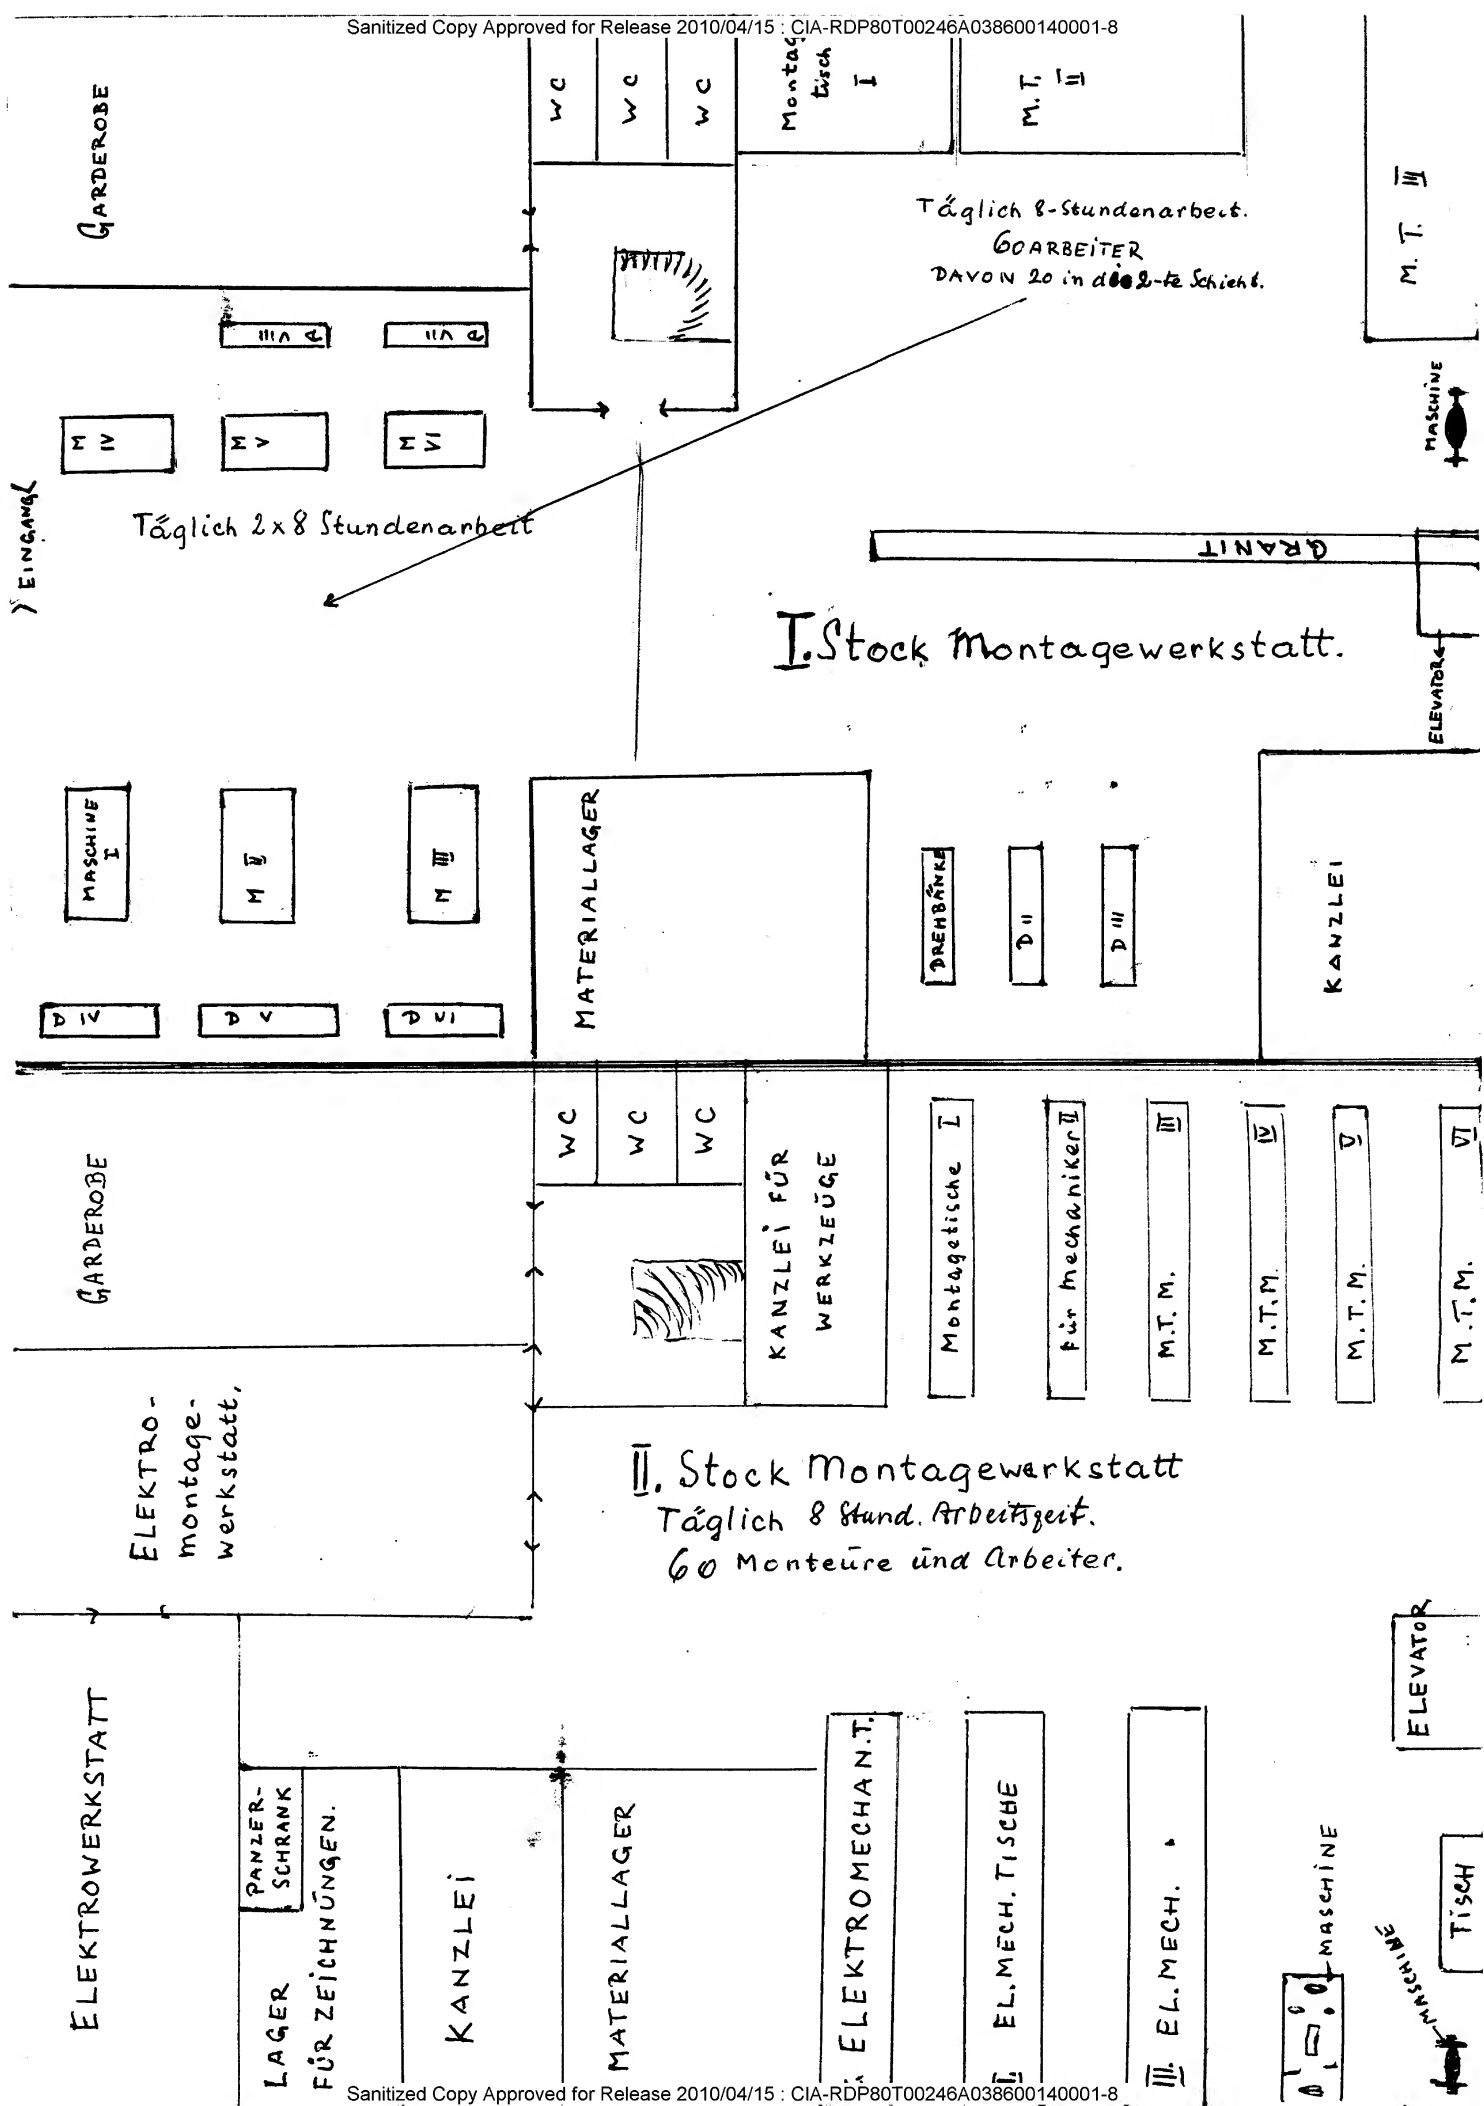 Sanitized Copy Approved for Release 2010/04/15 : CIA-RDP80T00246A038600140001-8
GARDEROBE
WC
WC
WC
Montag
tisch
I
M.T. II
M. T. III
Täglich 8-Stundenarbeit.
60 ARBEITER
DAVON 20 in die 2-te Schicht.
D VIII
D VII
M IV
M V
M VI
MASCHINE
EINGANG
Täglich 2x8 Stundenarbeit
GRANIT
I. Stock Montagewerkstatt.
ELEVATOR
MASCHINE
I
M II
M III
MATERIALLAGER
DREHBÄNKE
D II
D III
KANZLEI
D VI
D V
D IV
GARDEROBE
WC
WC
WC
KANZLEI FÜR
WERKZEÜGE
Montagetische I
für Mechaniker II
M.T.M. III
M.T.M. IV
M.T.M. V
M.T.M. VI
ELEKTRO-
montage-
werkstatt,
II. Stock Montagewerkstatt
Täglich 8 Stund. Arbeitszeit.
60 Monteüre ünd Arbeiter.
ELEVATOR
ELEKTROWERKSTATT
PANZER-
SCHRANK
LAGER
FÜR ZEICHNÜNGEN.
KANZLEI
MATERIALLAGER
ELEKTROMECHAN.T.
I. EL.MECH.TISCHE
III. EL.MECH.
MASCHINE
MASCHINE
TISCH
Sanitized Copy Approved for Release 2010/04/15 : CIA-RDP80T00246A038600140001-8